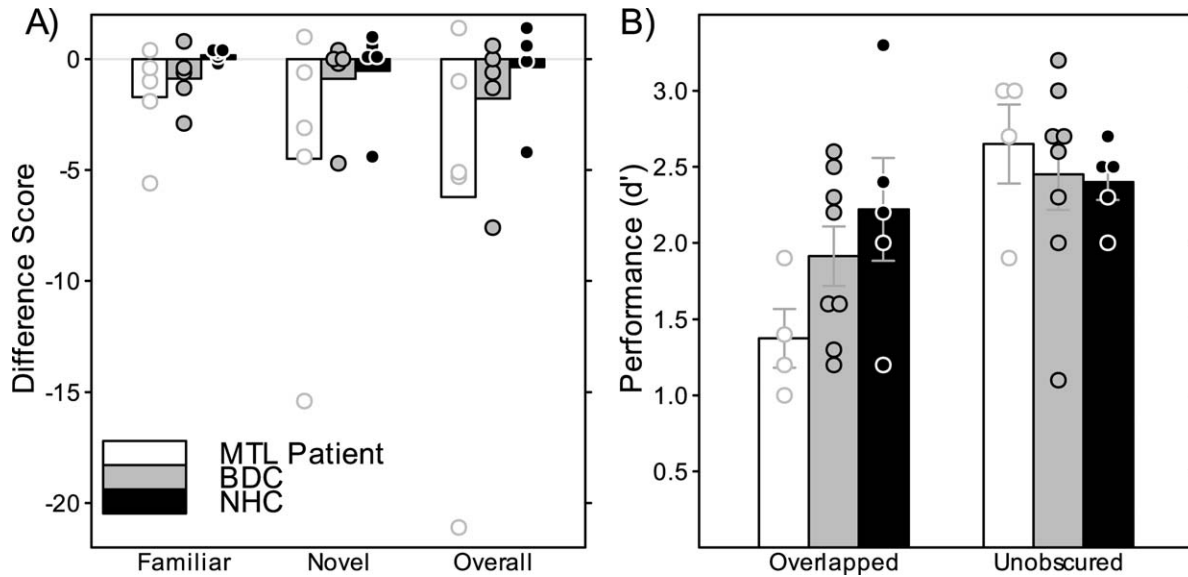 A)
Difference Score
0
-5
-10
-15
-20
MTL Patient
BDC
NHC
Familiar Novel Overall
B)
Performance (d')
3.0
2.5
2.0
1.5
1.0
0.5
Overlapped Unobscured